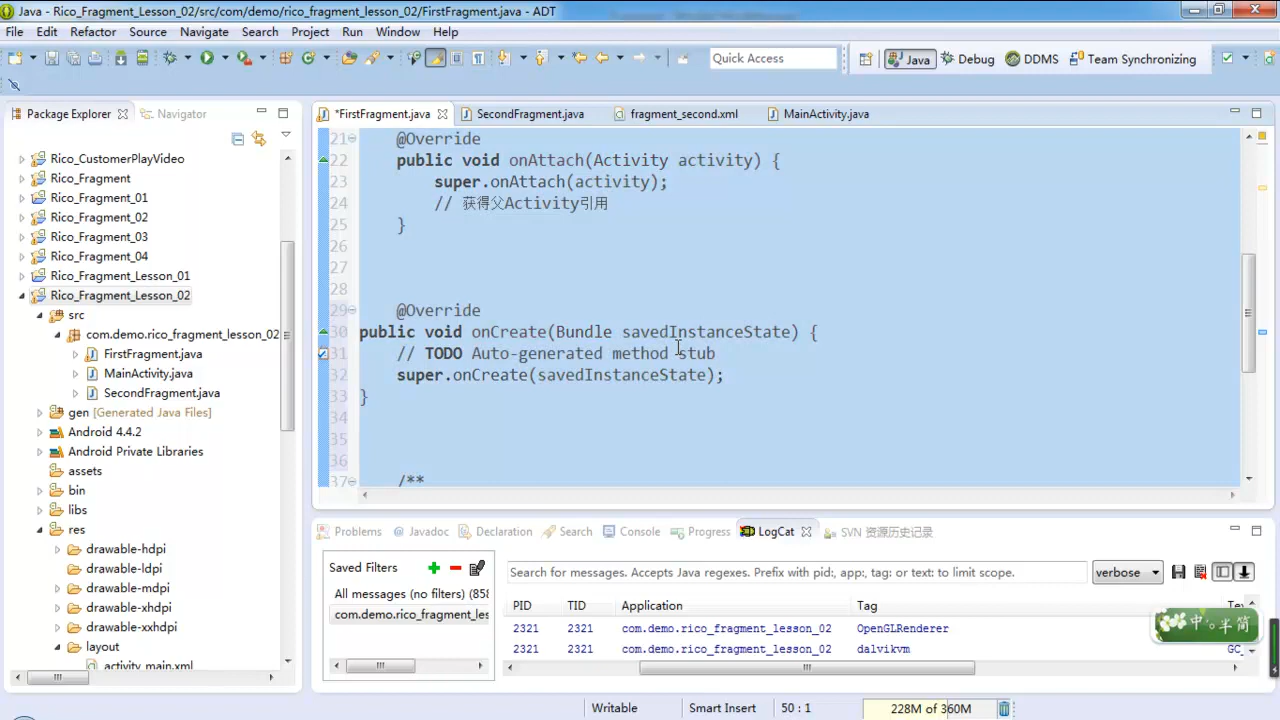 Java - Rico_Fragment_Lesson_02/src/com/demo/rico_fragment_lesson_02/FirstFragment.java - ADT
File Edit Refactor Source Navigate Search Project Run Window Help
Quick Access
Java Debug DDMS Team Synchronizing
Package Explorer Navigator
Rico_CustomerPlayVideo
Rico_Fragment
Rico_Fragment_01
Rico_Fragment_02
Rico_Fragment_03
Rico_Fragment_04
Rico_Fragment_Lesson_01
Rico_Fragment_Lesson_02
src
com.demo.rico_fragment_lesson_02
FirstFragment.java
MainActivity.java
SecondFragment.java
gen [Generated Java Files]
Android 4.4.2
Android Private Libraries
assets
bin
libs
res
drawable-hdpi
drawable-ldpi
drawable-mdpi
drawable-xhdpi
drawable-xxhdpi
layout
activity_main.xml
*FirstFragment.java SecondFragment.java fragment_second.xml MainActivity.java
21 @Override
22 public void onAttach(Activity activity) {
23 super.onAttach(activity);
24 // 获得父Activity引用
25 }
26
27
28
29 @Override
30 public void onCreate(Bundle savedInstanceState) {
31 // TODO Auto-generated method stub
32 super.onCreate(savedInstanceState);
33 }
34
35
36
37 /**
Problems Javadoc Declaration Search Console Progress LogCat SVN 资源历史记录
Saved Filters
All messages (no filters) (858
com.demo.rico_fragment_les
Search for messages. Accepts Java regexes. Prefix with pid:, app:, tag: or text: to limit scope.
verbose
PID TID Application Tag Te
2321 2321 com.demo.rico_fragment_lesson_02 OpenGLRenderer
2321 2321 com.demo.rico_fragment_lesson_02 dalvikvm GC_
中 半 简
Writable Smart Insert 50 : 1 228M of 360M